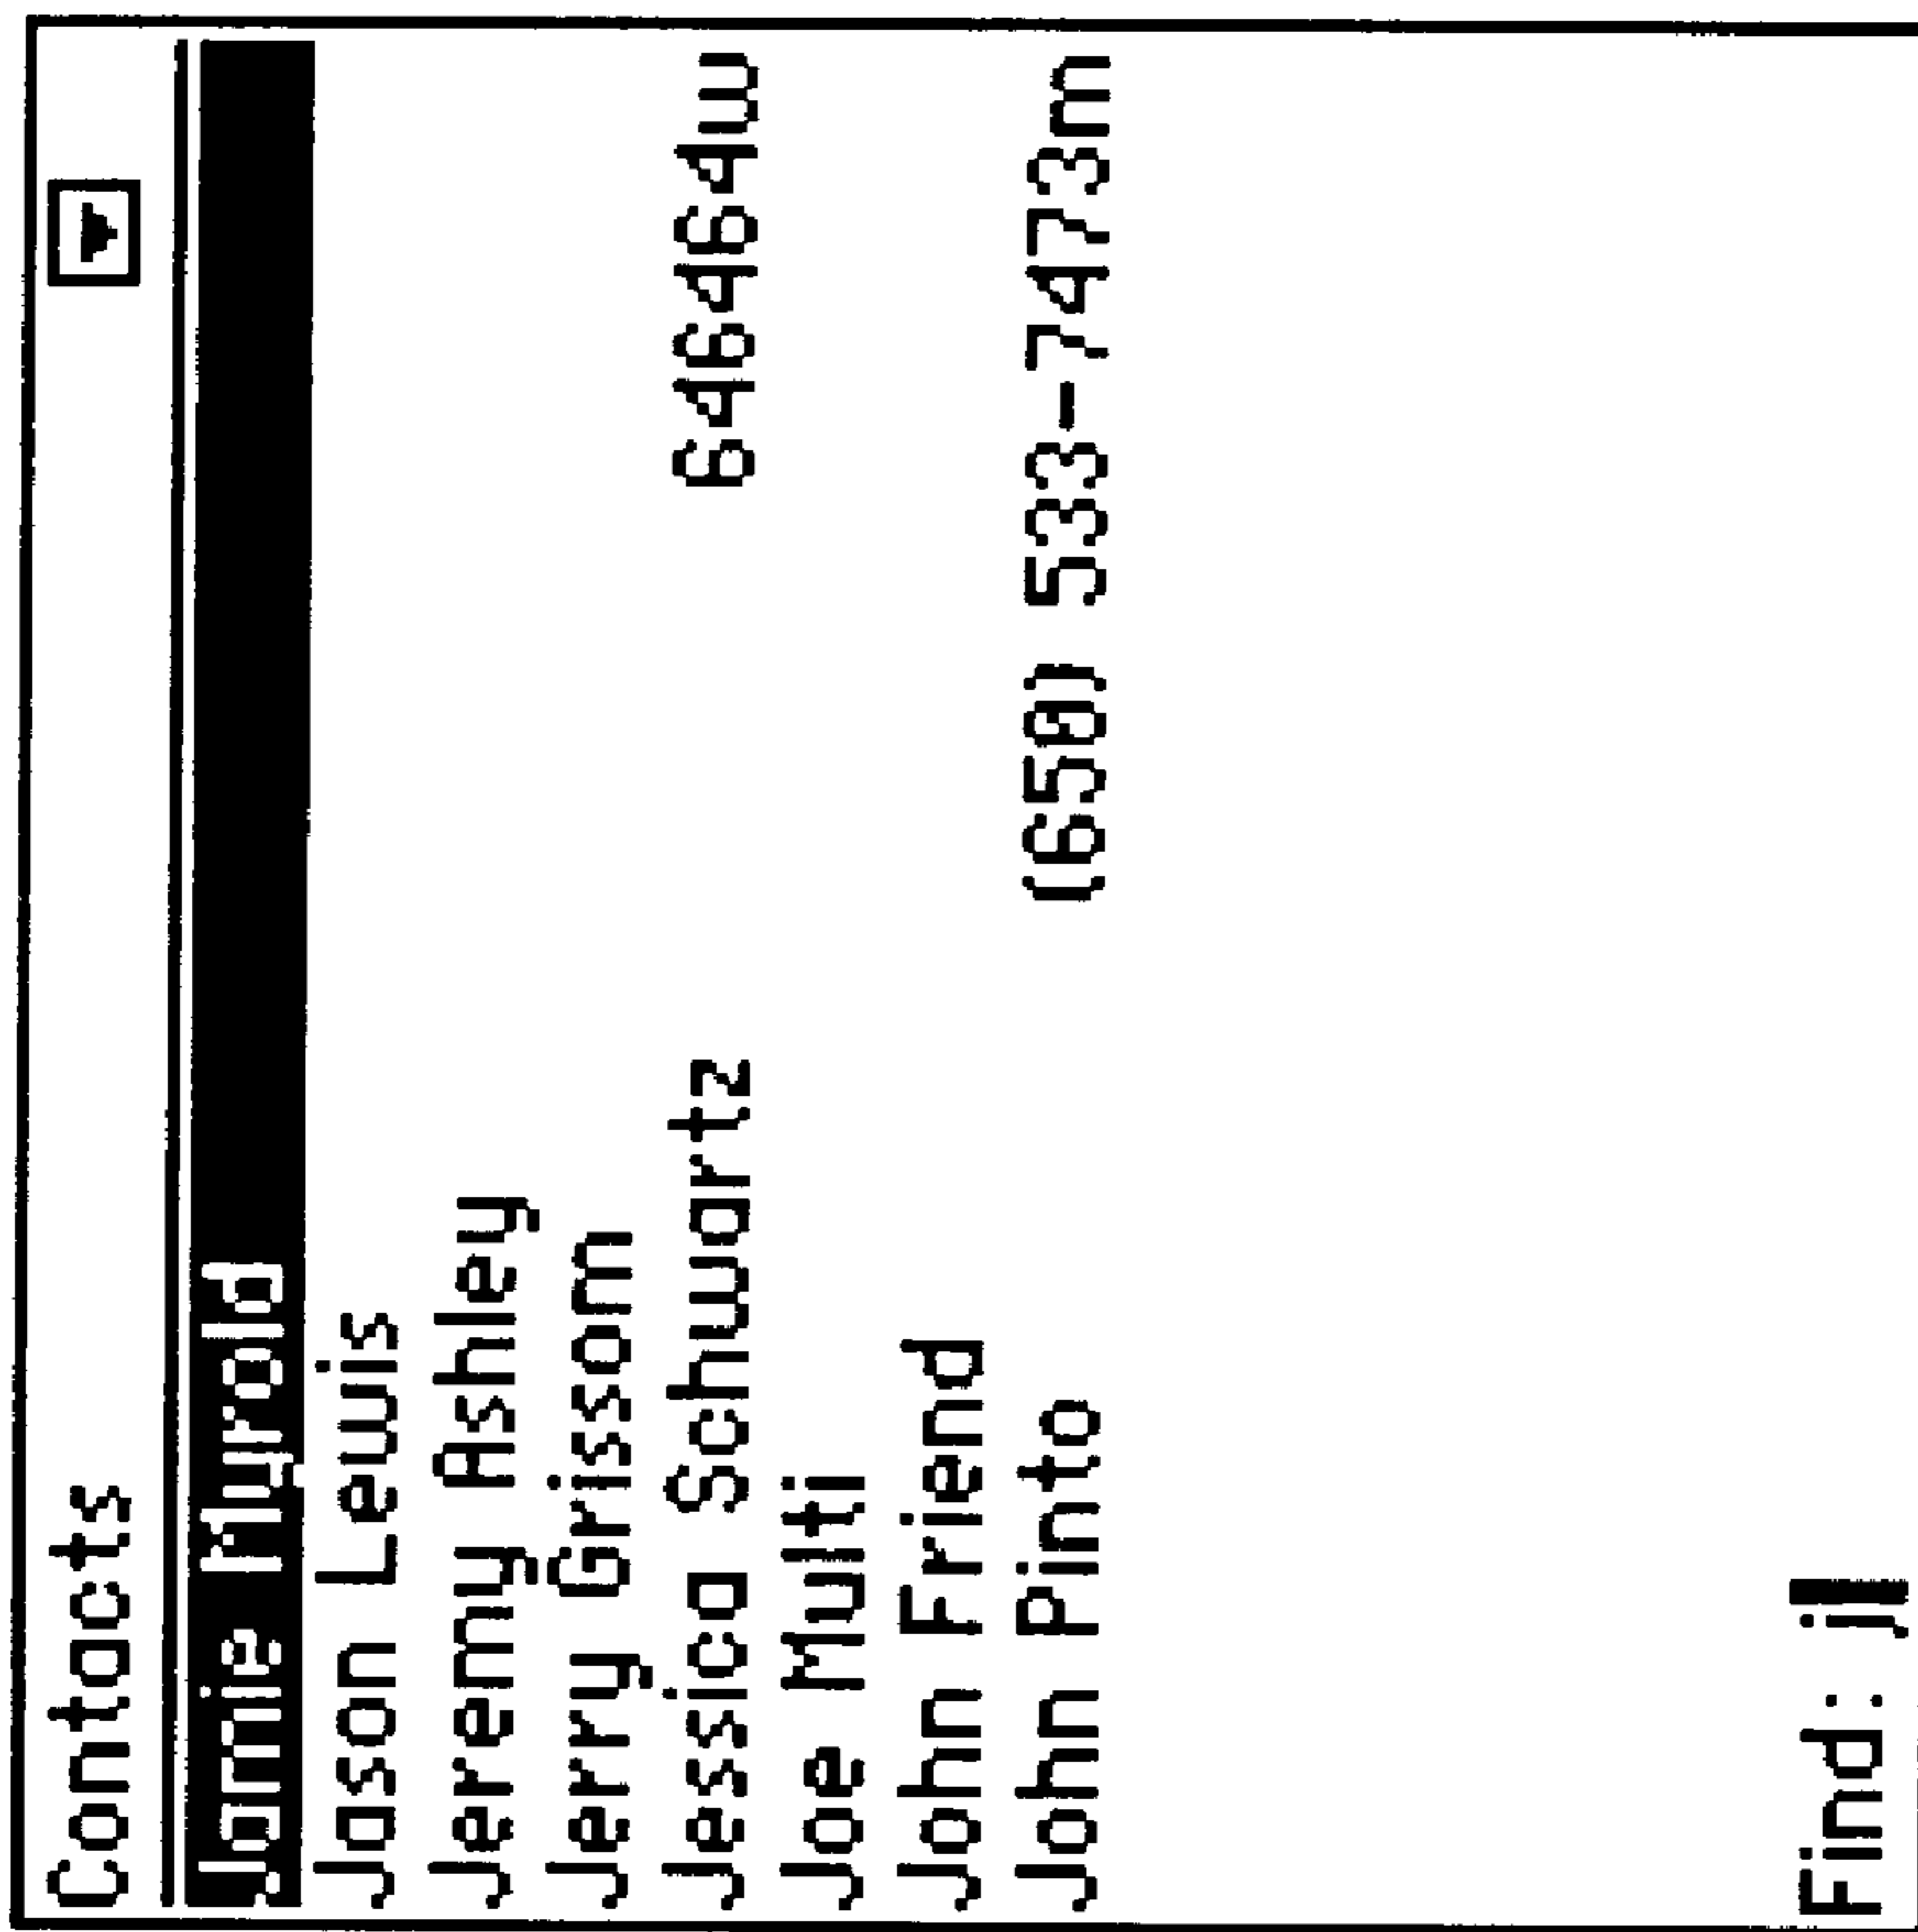 Contacts
Jamie Murald
Jason Lewis
Jeremy Ashley
Jerry Grissom
Jessica Schwartz 646464w
Joe Multi
John Friend
John Pinto (650) 533-7473m
Find: j